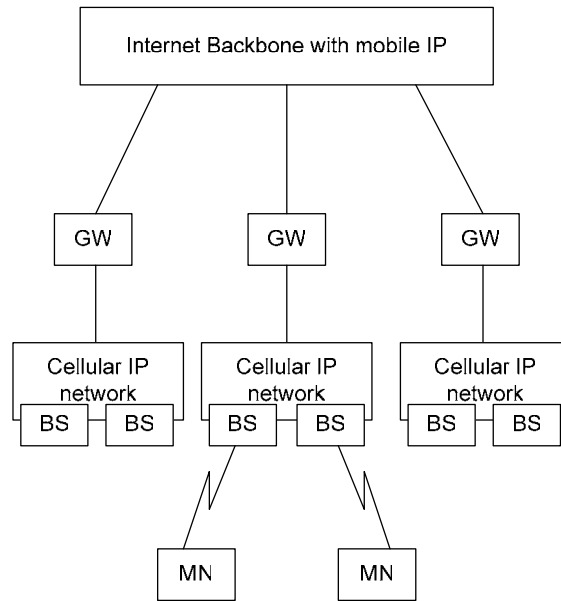 Internet Backbone with mobile IP
GW
GW
GW
Cellular IP
network
Cellular IP
network
Cellular IP
network
BS
BS
BS
BS
BS
BS
MN
MN